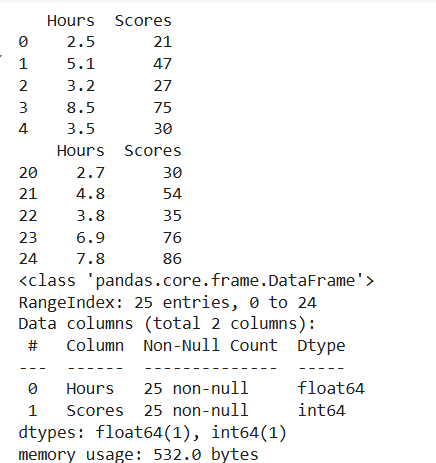 Hours Scores
0 2.5 21
1 5.1 47
2 3.2 27
3 8.5 75
4 3.5 30
Hours Scores
20 2.7 30
21 4.8 54
22 3.8 35
23 6.9 76
24 7.8 86
<class 'pandas.core.frame.DataFrame'>
RangeIndex: 25 entries, 0 to 24
Data columns (total 2 columns):
# Column Non-Null Count Dtype
--- ------ -------------- -----
0 Hours 25 non-null float64
1 Scores 25 non-null int64
dtypes: float64(1), int64(1)
memory usage: 532.0 bytes